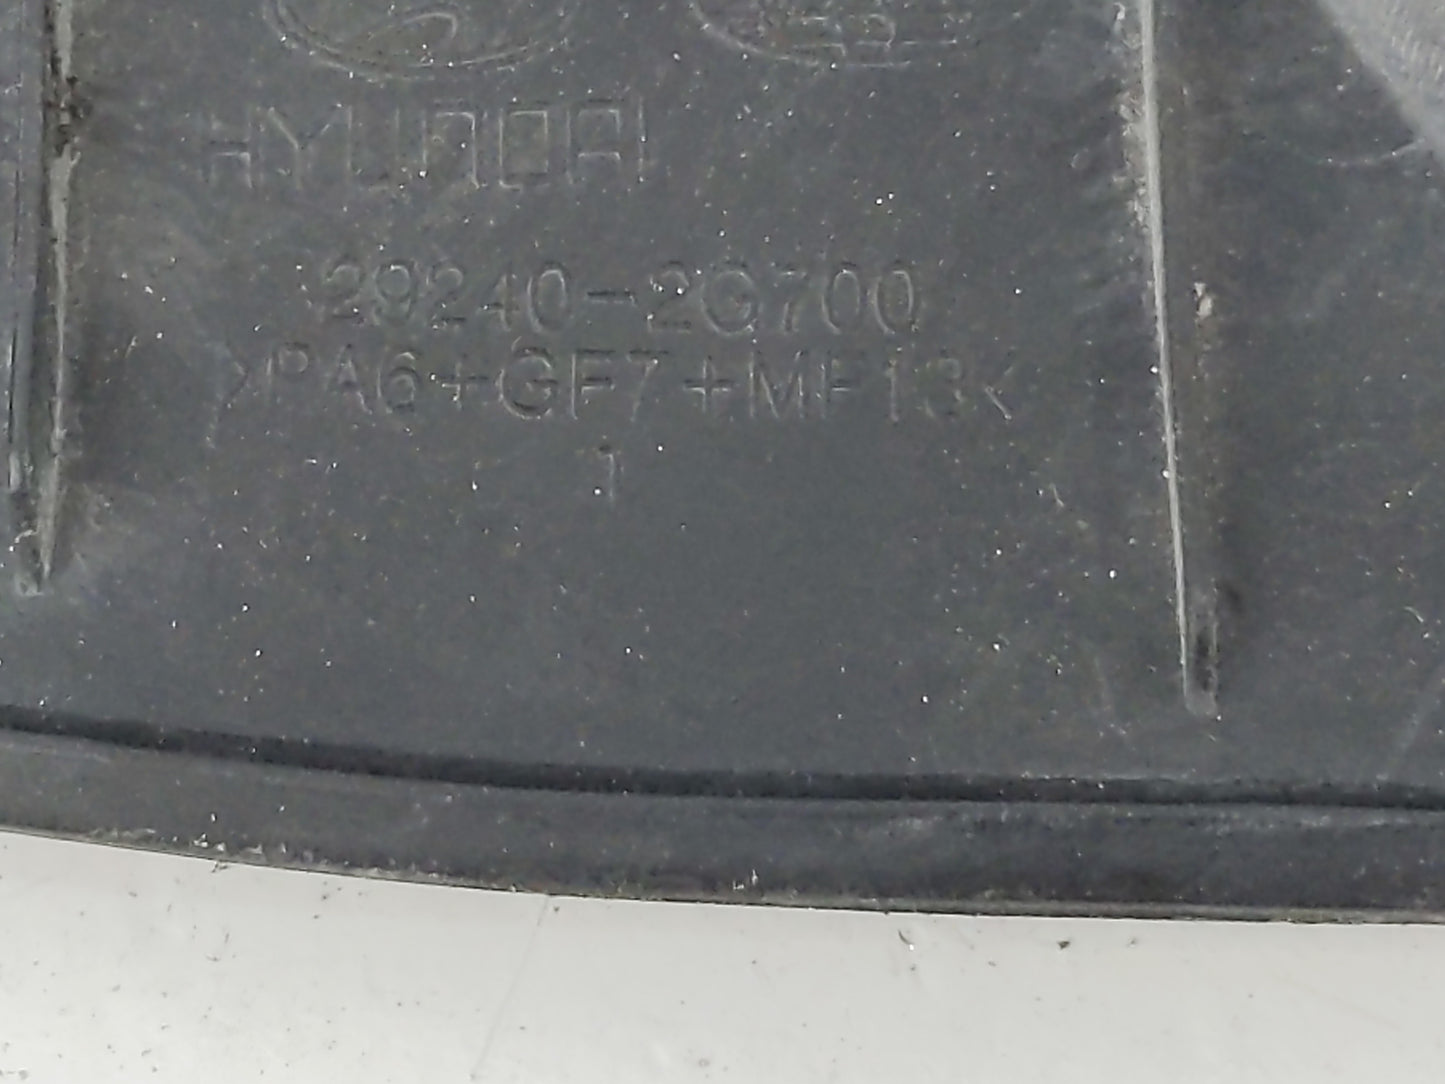 HYUNDAI
29240-2G700
>PA6+GF7+MF13<
1